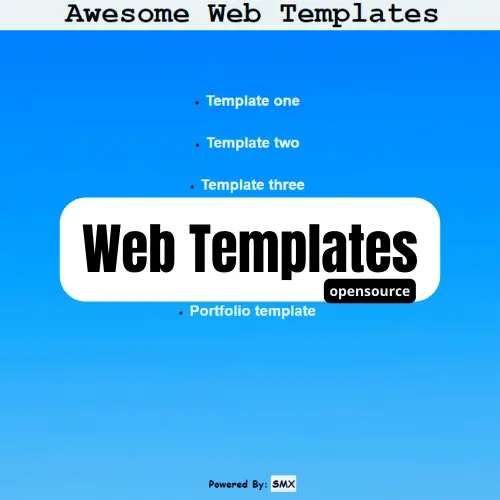 Awesome Web Templates
Template one
Template two
Template three
Web Templates
opensource
Portfolio template
Powered By: SMX